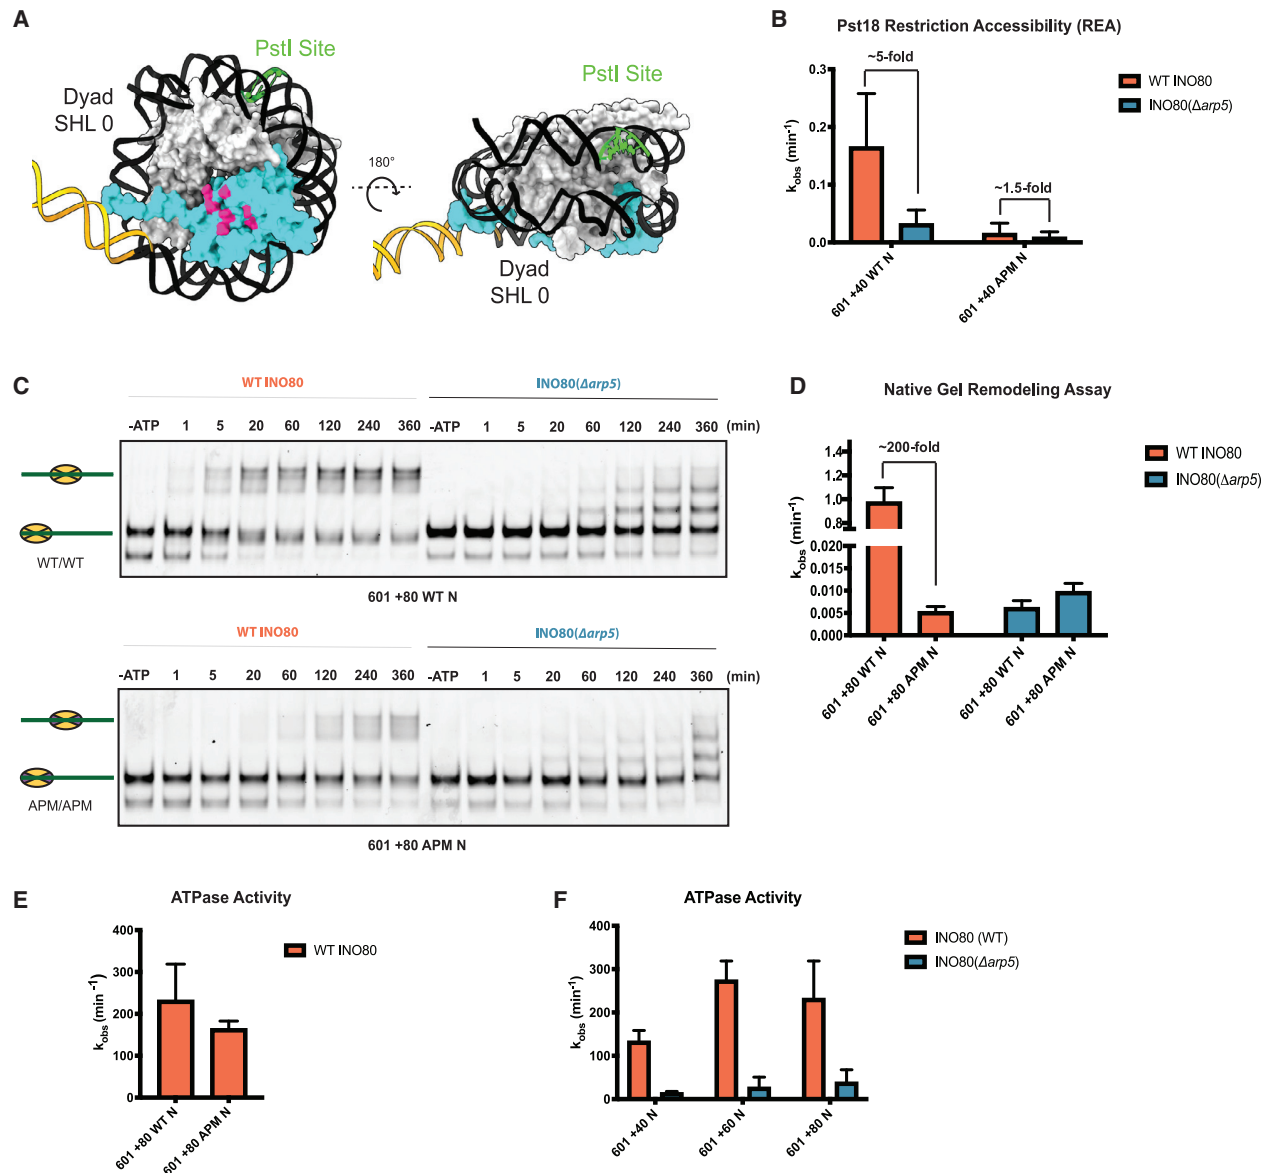 A
PstI Site
Dyad
SHL 0
180°
PstI Site
Dyad
SHL 0
B
Pst18 Restriction Accessibility (REA)
~5-fold
~1.5-fold
0.3
0.2
0.1
0.0
k_obs (min⁻¹)
601 +40 WT N
601 +40 APM N
WT INO80
INO80(Δarp5)
C
WT INO80
INO80(Δarp5)
-ATP 1 5 20 60 120 240 360 -ATP 1 5 20 60 120 240 360 (min)
WT/WT
601 +80 WT N
WT INO80
INO80(Δarp5)
-ATP 1 5 20 60 120 240 360 -ATP 1 5 20 60 120 240 360 (min)
APM/APM
601 +80 APM N
D
Native Gel Remodeling Assay
~200-fold
1.4
1.2
1.0
0.8
0.020
0.015
0.010
0.005
0.000
k_obs (min⁻¹)
601 +80 WT N
601 +80 APM N
601 +80 WT N
601 +80 APM N
WT INO80
INO80(Δarp5)
E
ATPase Activity
400
300
200
100
0
k_obs (min⁻¹)
601 +80 WT N
601 +80 APM N
WT INO80
F
ATPase Activity
400
300
200
100
0
k_obs (min⁻¹)
601 +40 N
601 +60 N
601 +80 N
INO80 (WT)
INO80(Δarp5)